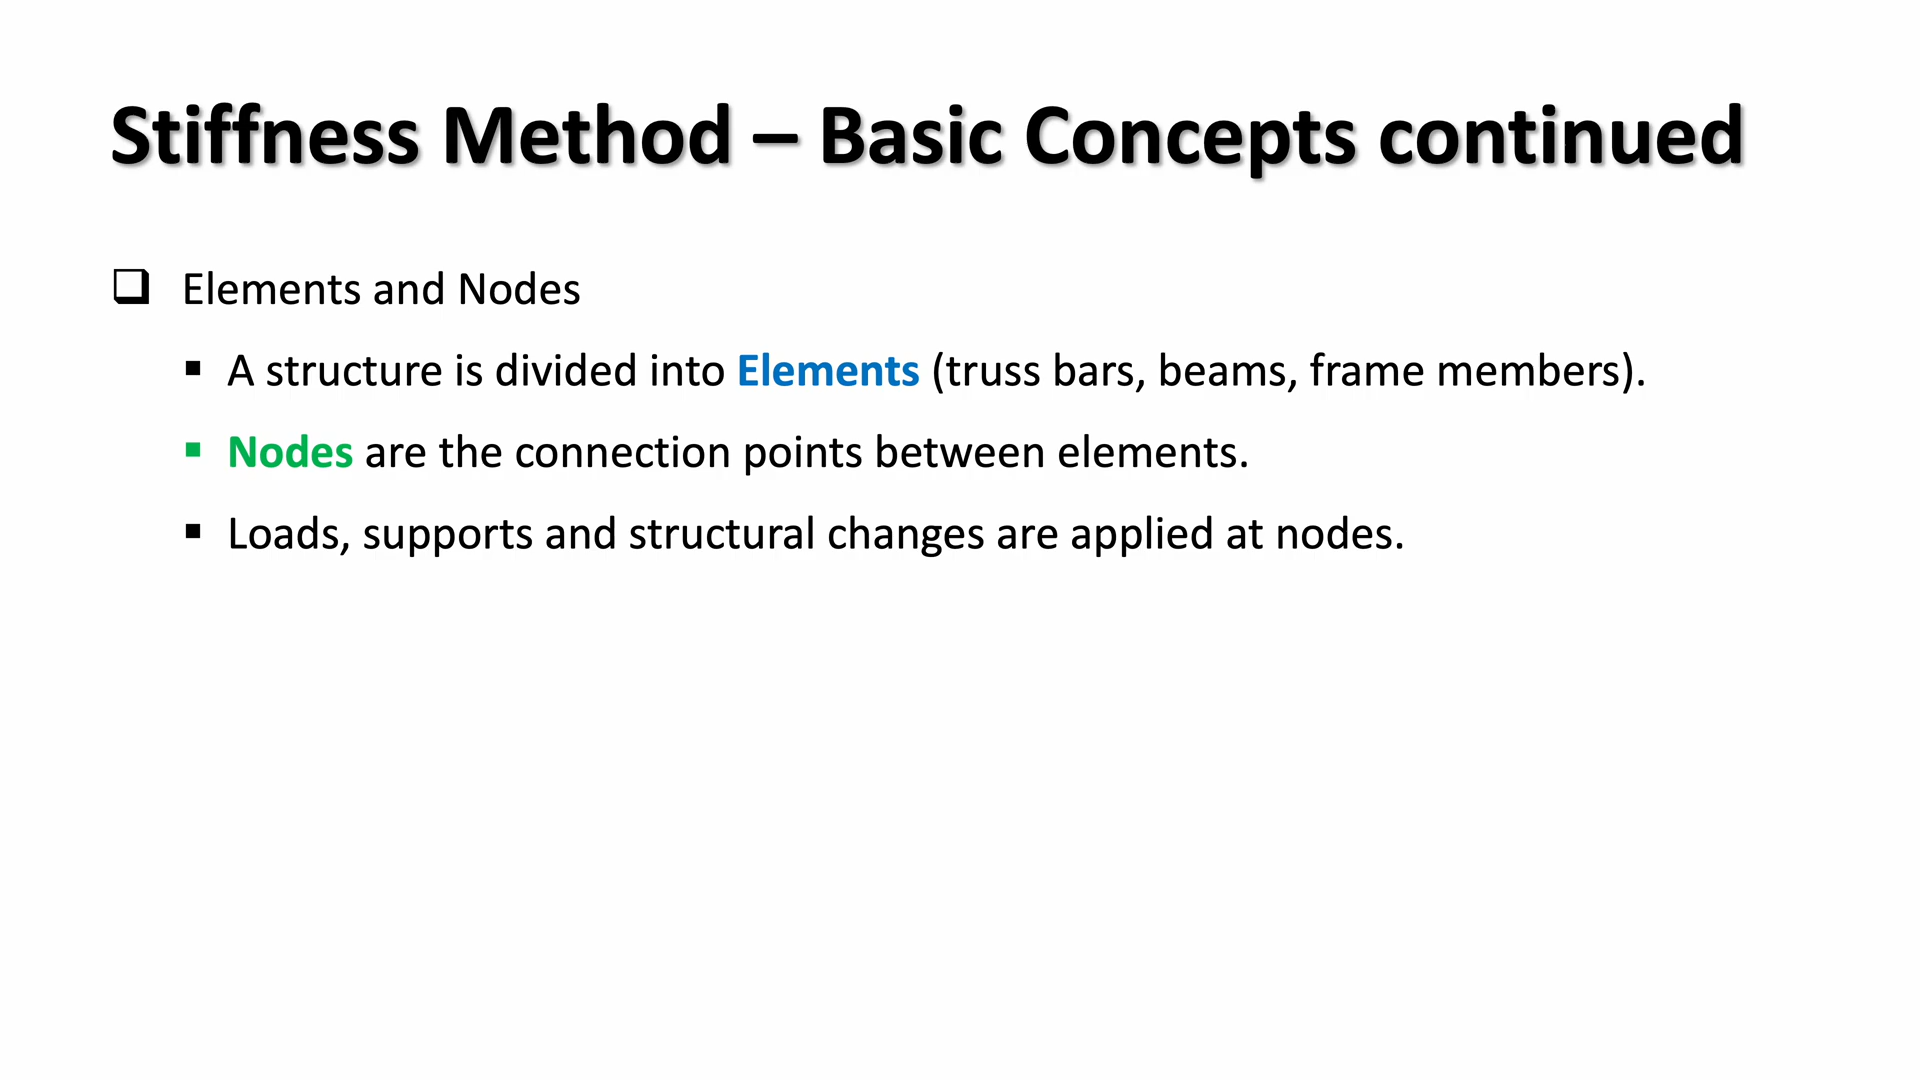 Stiffness Method – Basic Concepts continued
❑ Elements and Nodes
▪ A structure is divided into Elements (truss bars, beams, frame members).
▪ Nodes are the connection points between elements.
▪ Loads, supports and structural changes are applied at nodes.